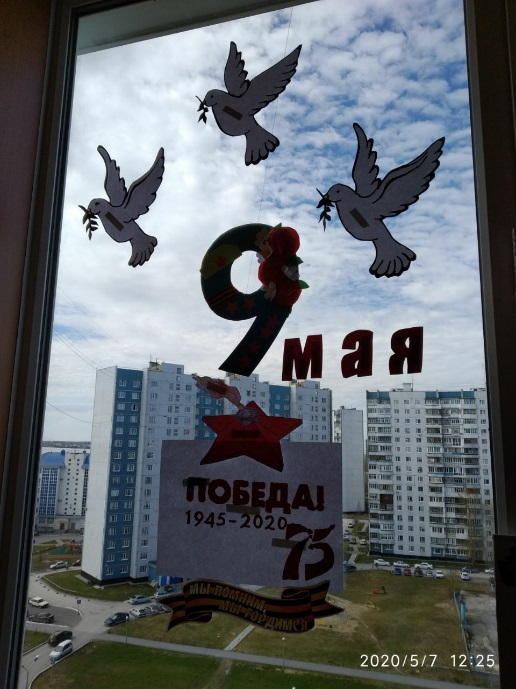 9 мая
ПОБЕДА!
1945-2020
75
МЫ ПОМНИМ,
МЫ ГОРДИМСЯ
2020/5/7 12:25